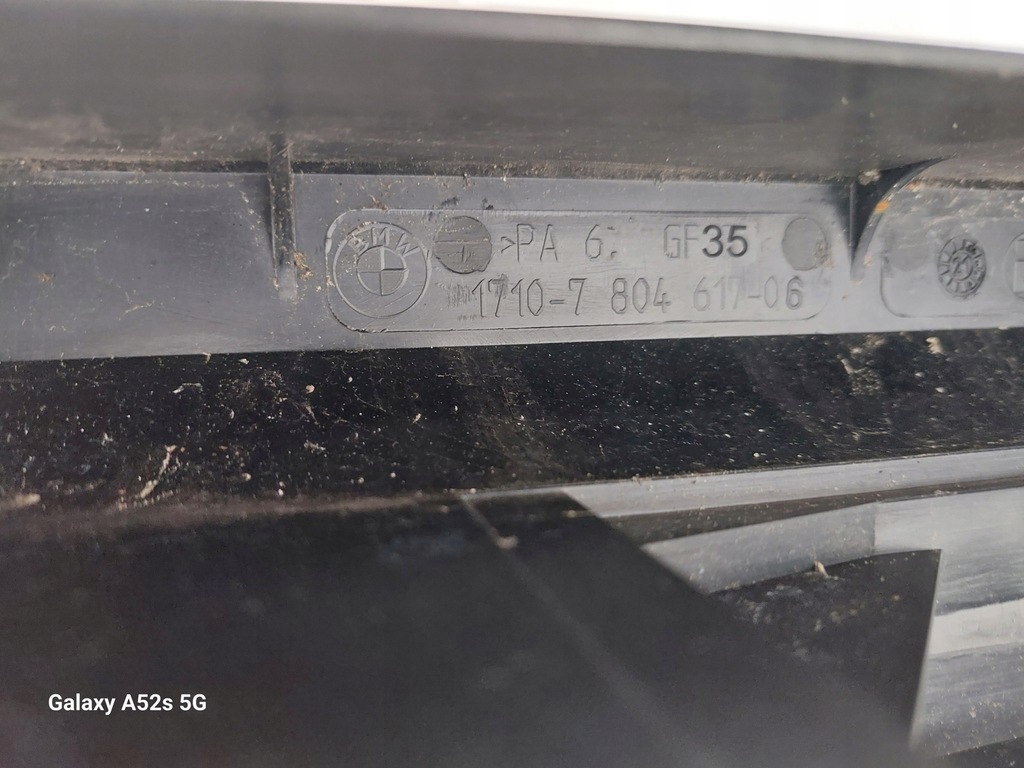 BMW
>PA 6. GF35
1710-7 804 617-06
Galaxy A52s 5G